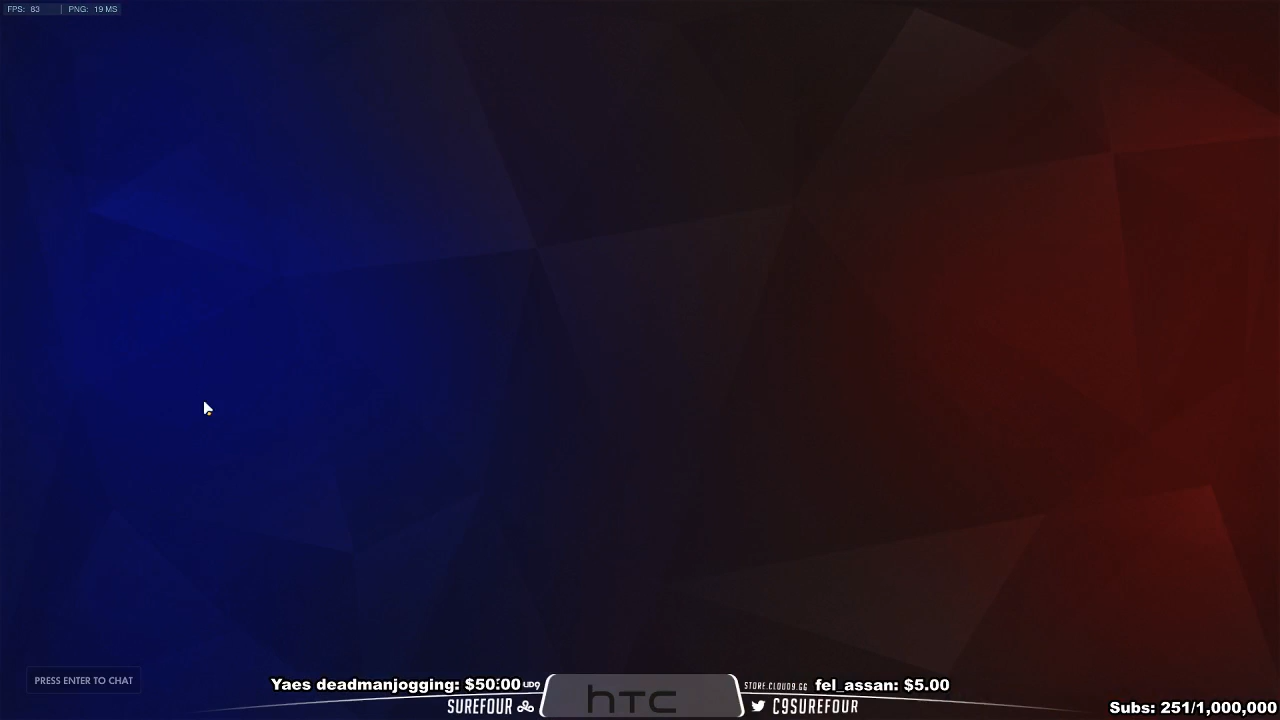 FPS: 83 | PNG: 19 MS
PRESS ENTER TO CHAT
Yaes deadmanjogging: $50.00
STORE.CLOUD9.GG fel_assan: $5.00
SUREFOUR
hTC
C9SUREFOUR
Subs: 251/1,000,000